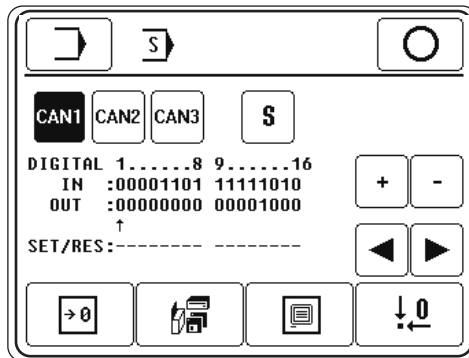 S
CAN1 CAN2 CAN3 S
DIGITAL 1......8 9......16
IN :00001101 11111010
OUT :00000000 00001000
↑
SET/RES:-------- --------
+ -
→0 0